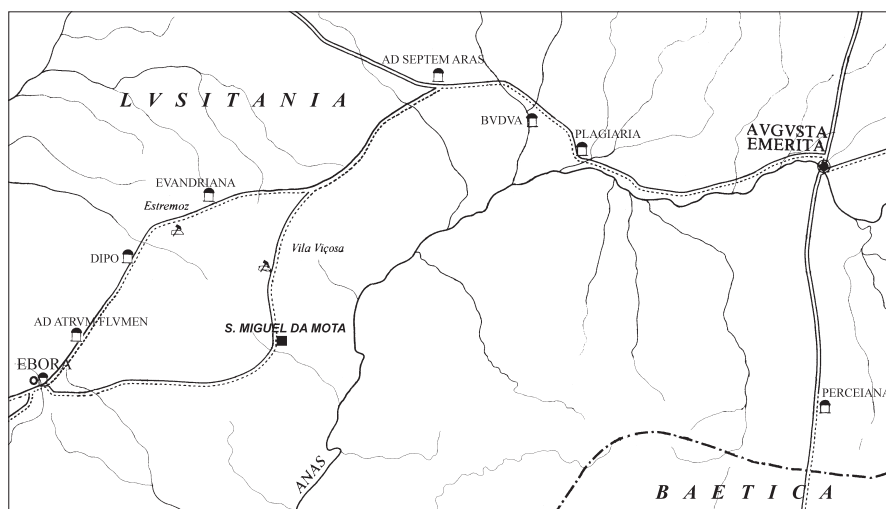 AD SEPTEM ARAS
LVSITANIA
BVDVA
PLAGIARIA
AVGVSTA
EMERITA
EVANDRIANA
Estremoz
Vila Viçosa
DIPO
AD ATRVM FLVMEN
S. MIGUEL DA MOTA
EBORA
PERCEIANA
ANAS
BAETICA